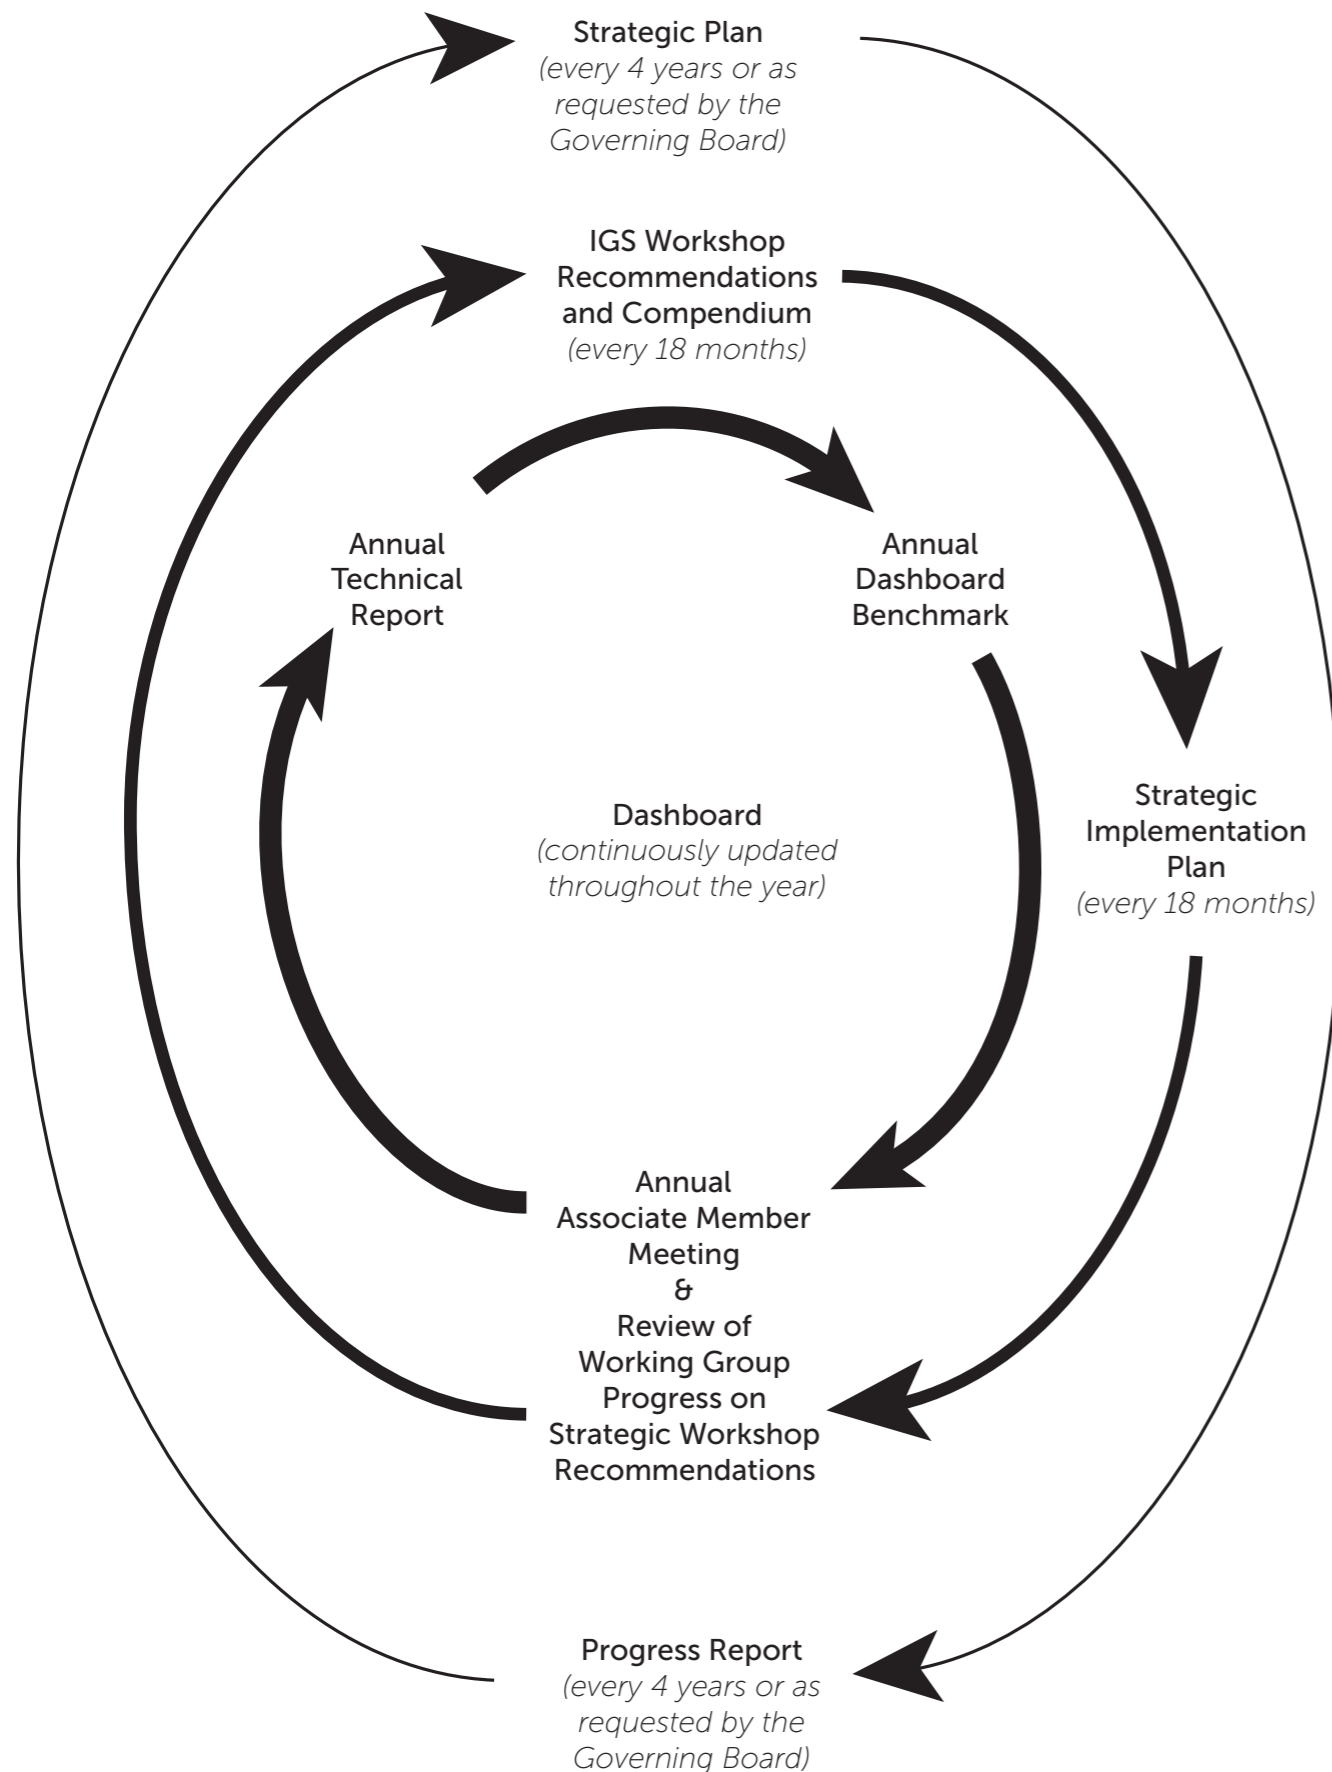 Strategic Plan
(every 4 years or as
requested by the
Governing Board)
IGS Workshop
Recommendations
and Compendium
(every 18 months)
Annual
Technical
Report
Annual
Dashboard
Benchmark
Dashboard
(continuously updated
throughout the year)
Strategic
Implementation
Plan
(every 18 months)
Annual
Associate Member
Meeting
&
Review of
Working Group
Progress on
Strategic Workshop
Recommendations
Progress Report
(every 4 years or as
requested by the
Governing Board)